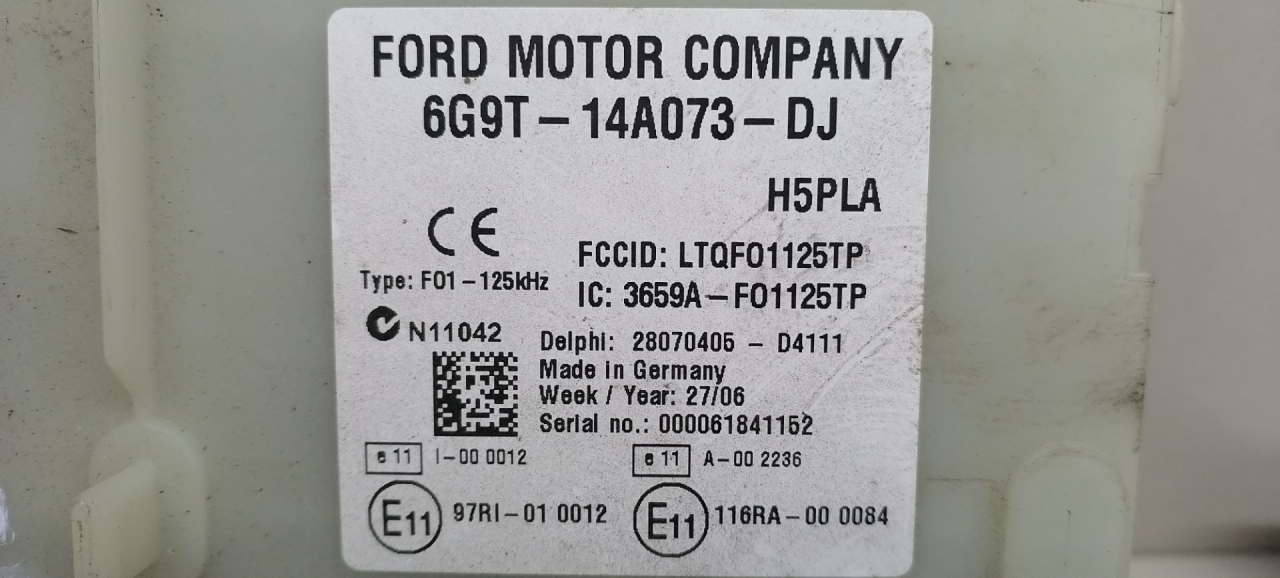 FORD MOTOR COMPANY
6G9T-14A073-DJ
H5PLA
CE
FCCID: LTQFO1125TP
Type: F01-125kHz
IC: 3659A-F01125TP
N11042
Delphi: 28070405 - D4111
Made in Germany
Week / Year: 27/06
Serial no.: 000061841152
e 11 I-00 0012
e 11 A-00 2236
E11 97RI-01 0012
E11 116RA-00 0084